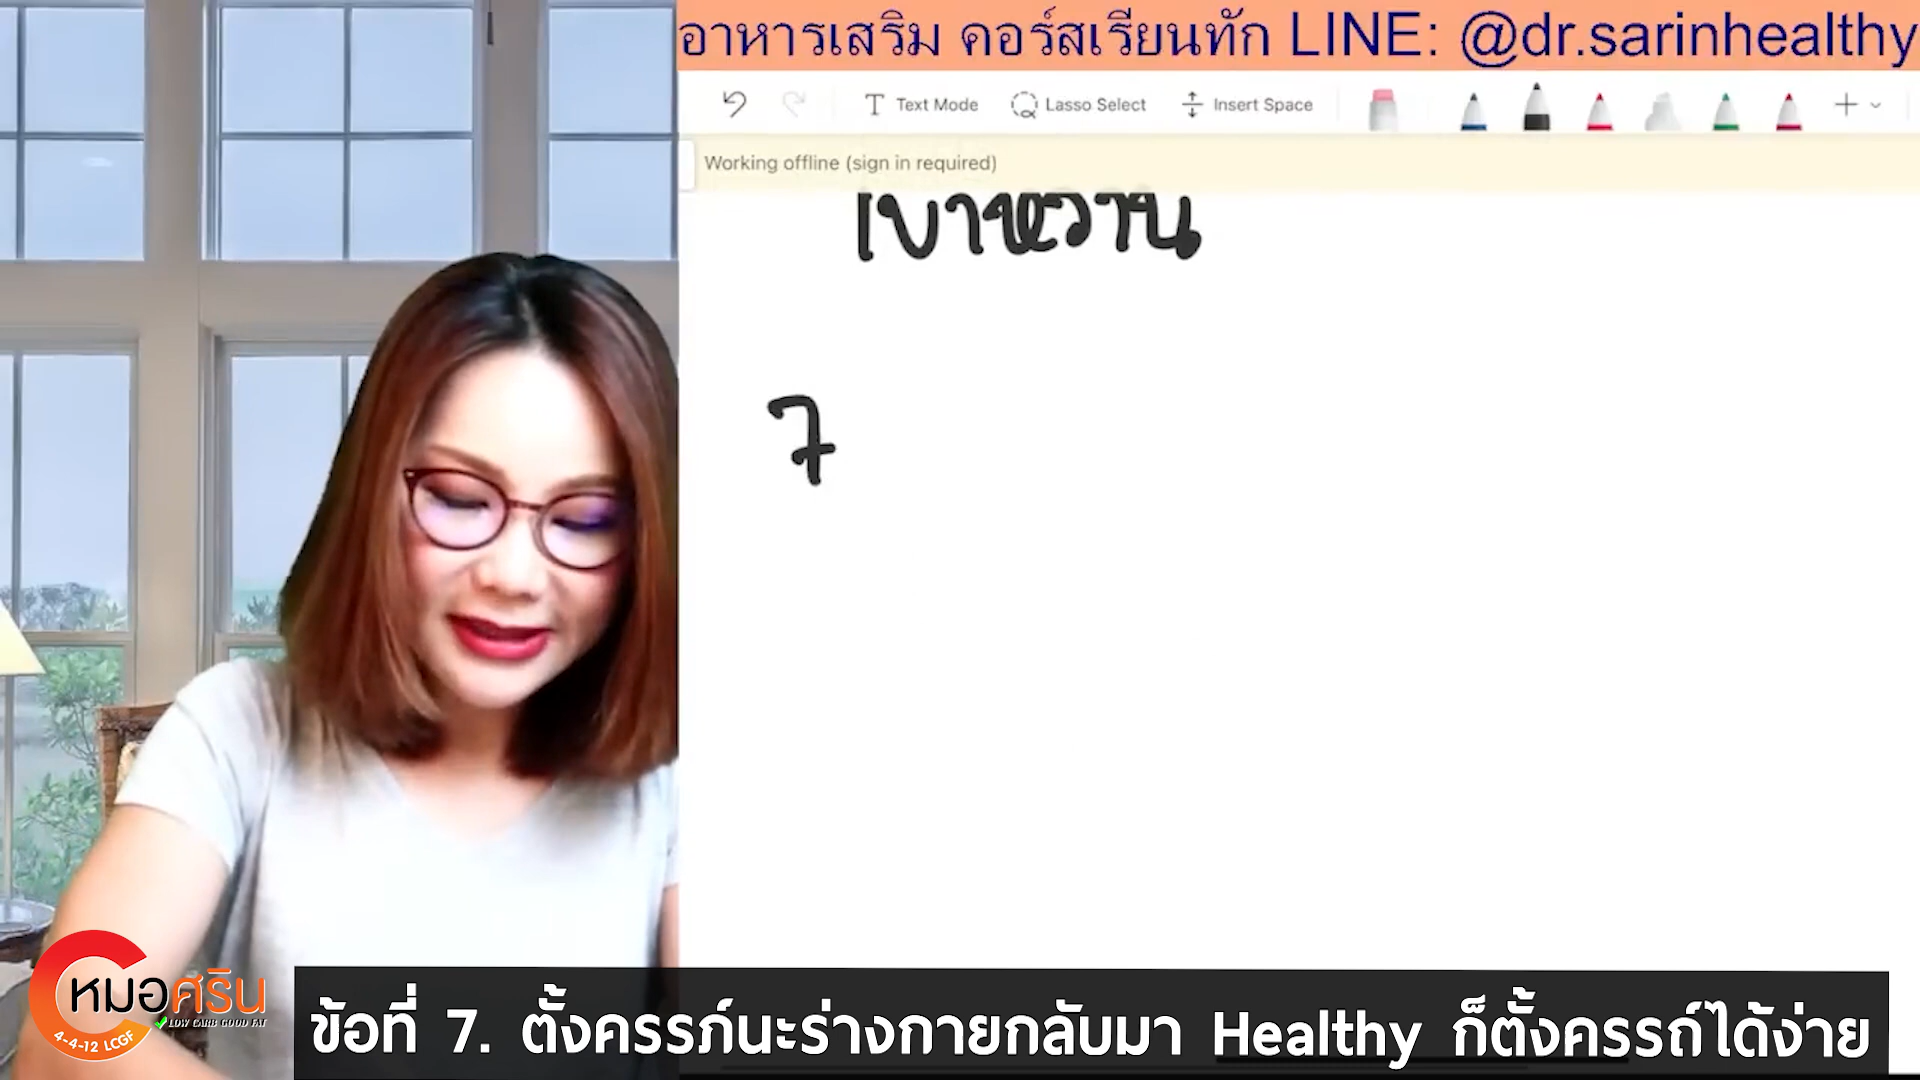 อาหารเสริม คอร์สเรียนทัก LINE: @dr.sarinhealthy
Text Mode
Lasso Select
Insert Space
Working offline (sign in required)
เบาหวาน
7
หมอศริน
LOW CARB GOOD FAT
4-4-12 LCGF
ข้อที่ 7. ตั้งครรภ์นะร่างกายกลับมา Healthy ก็ตั้งครรถ์ได้ง่าย